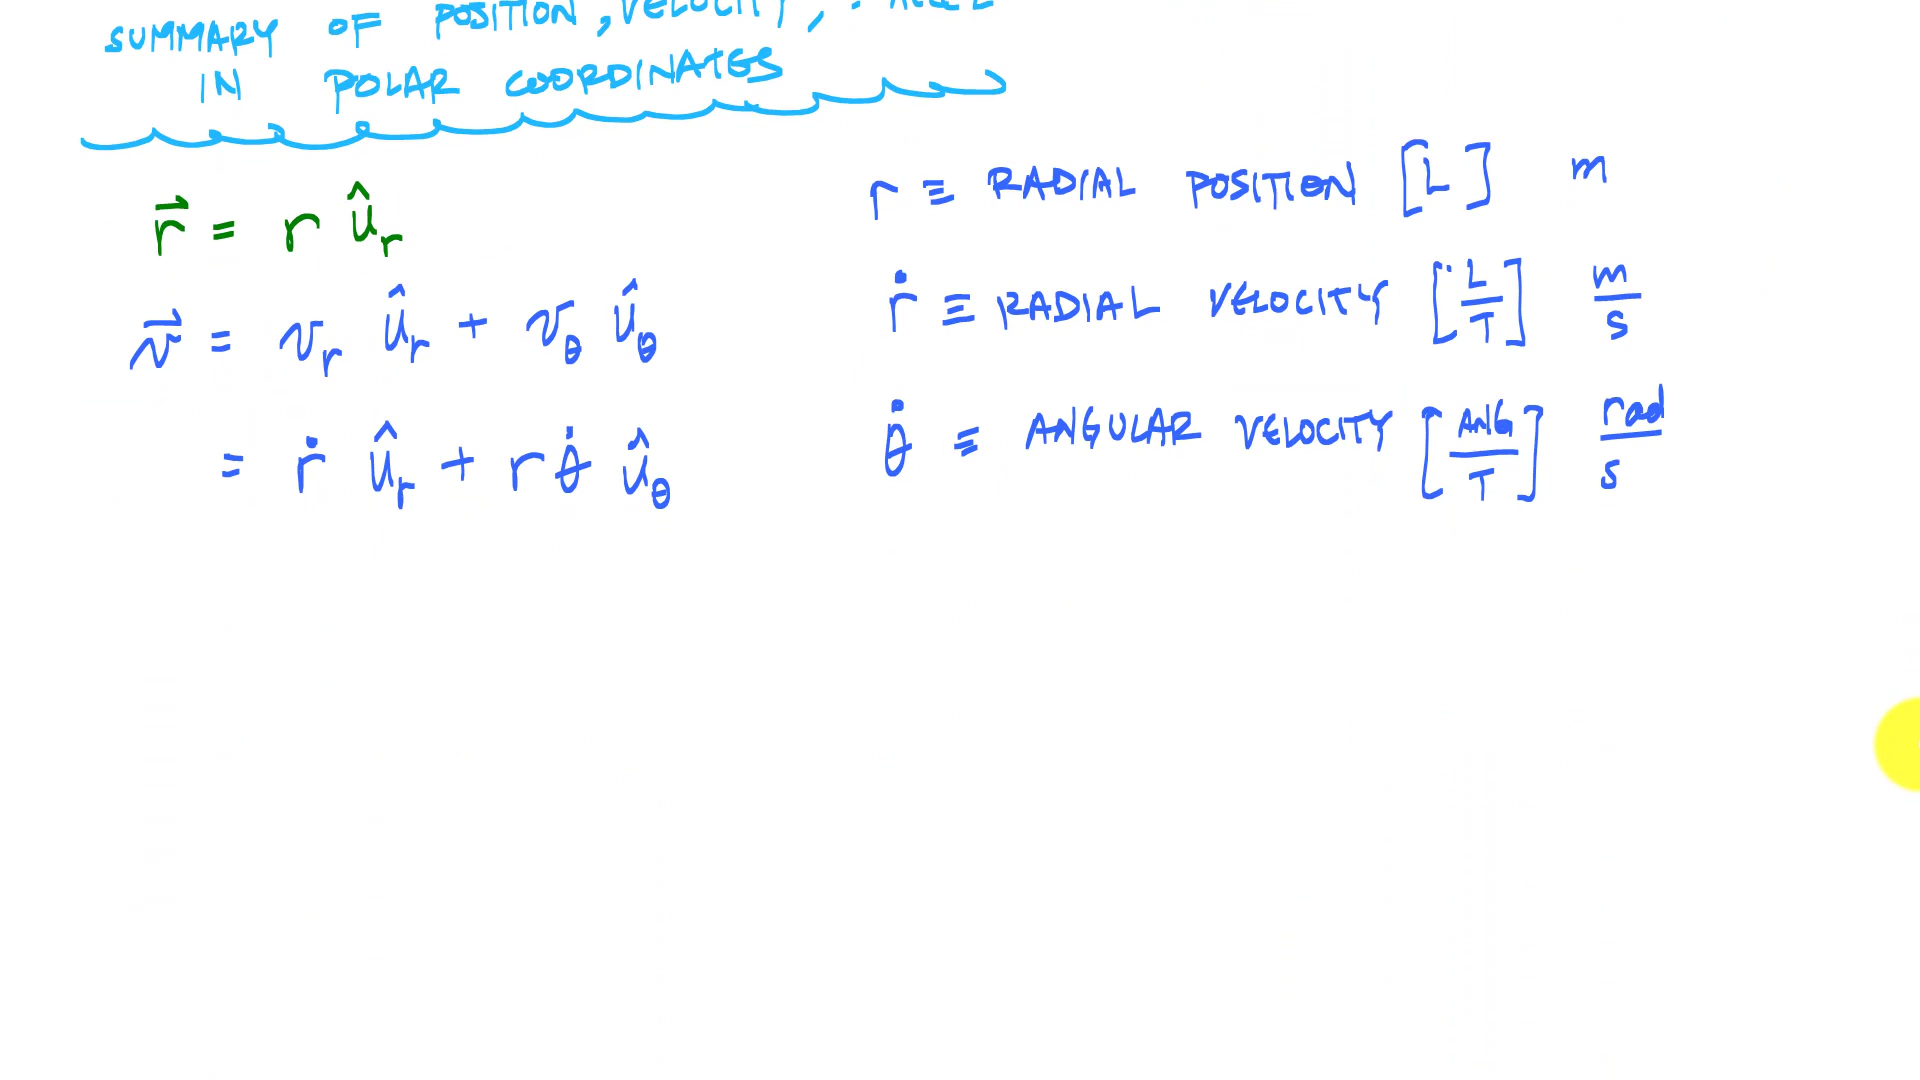 SUMMARY OF POSITION, VELOCITY,
IN POLAR COORDINATES
r⃗ = r û_r
v⃗ = v_r û_r + v_θ û_θ
= ṙ û_r + r θ̇ û_θ
r ≡ RADIAL POSITION [L] m
ṙ ≡ RADIAL VELOCITY [L/T] m/s
θ̇ ≡ ANGULAR VELOCITY [ANG/T] rad/s